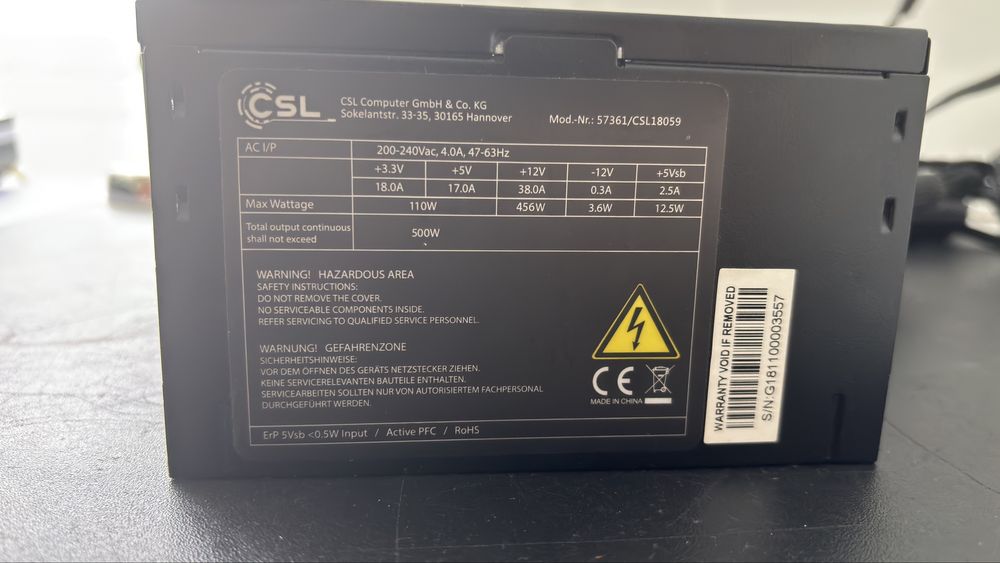 CSL
CSL Computer GmbH & Co. KG
Sokelantstr. 33-35, 30165 Hannover
Mod.-Nr.: 57361/CSL18059
AC I/P 200-240Vac, 4.0A, 47-63Hz
+3.3V +5V +12V -12V +5Vsb
18.0A 17.0A 38.0A 0.3A 2.5A
Max Wattage 110W 456W 3.6W 12.5W
Total output continuous
shall not exceed
500W
WARNING! HAZARDOUS AREA
SAFETY INSTRUCTIONS:
DO NOT REMOVE THE COVER.
NO SERVICEABLE COMPONENTS INSIDE.
REFER SERVICING TO QUALIFIED SERVICE PERSONNEL.
WARNUNG! GEFAHRENZONE
SICHERHEITSHINWEISE:
VOR DEM ÖFFNEN DES GERÄTS NETZSTECKER ZIEHEN.
KEINE SERVICERELEVANTEN BAUTEILE ENTHALTEN.
SERVICEARBEITEN SOLLTEN NUR VON AUTORISIERTEM FACHPERSONAL
DURCHGEFÜHRT WERDEN.
CE
MADE IN CHINA
ErP 5Vsb <0.5W Input / Active PFC / RoHS
WARRANTY VOID IF REMOVED
S/N:G181100003557